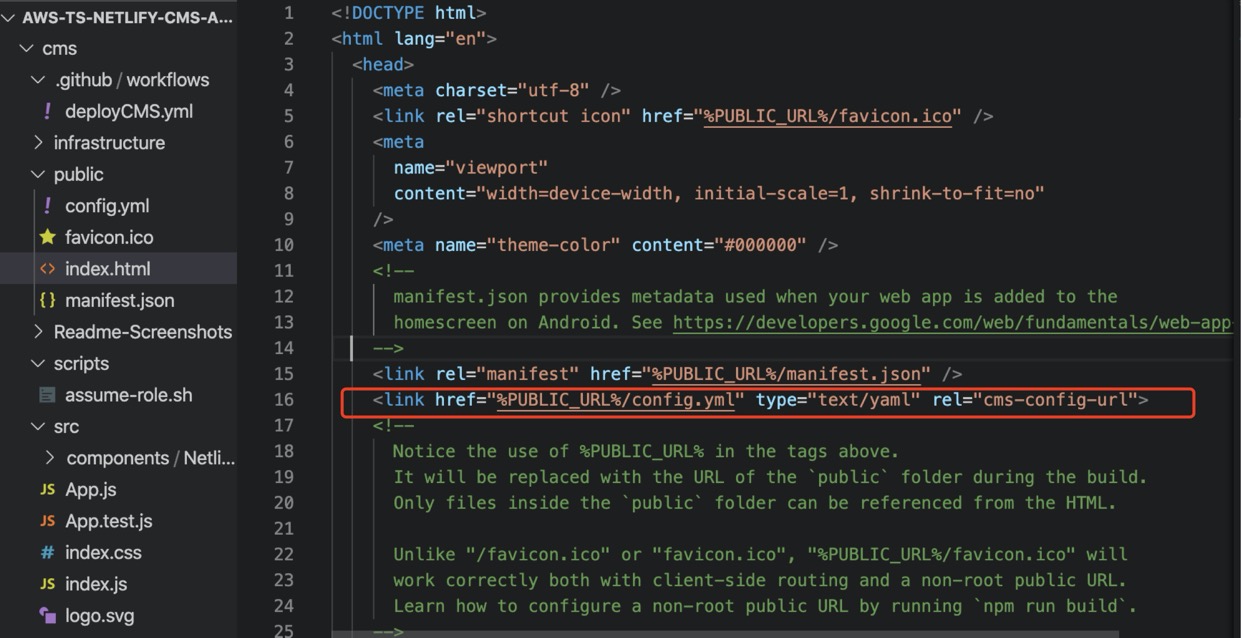 AWS-TS-NETLIFY-CMS-A...
cms
.github / workflows
! deployCMS.yml
infrastructure
public
! config.yml
favicon.ico
<> index.html
{} manifest.json
Readme-Screenshots
scripts
assume-role.sh
src
components / Netli...
JS App.js
JS App.test.js
# index.css
JS index.js
logo.svg
1 <!DOCTYPE html>
2 <html lang="en">
3 <head>
4 <meta charset="utf-8" />
5 <link rel="shortcut icon" href="%PUBLIC_URL%/favicon.ico" />
6 <meta
7 name="viewport"
8 content="width=device-width, initial-scale=1, shrink-to-fit=no"
9 />
10 <meta name="theme-color" content="#000000" />
11 <!--
12 manifest.json provides metadata used when your web app is added to the
13 homescreen on Android. See https://developers.google.com/web/fundamentals/web-app
14 -->
15 <link rel="manifest" href="%PUBLIC_URL%/manifest.json" />
16 <link href="%PUBLIC_URL%/config.yml" type="text/yaml" rel="cms-config-url">
17 <!--
18 Notice the use of %PUBLIC_URL% in the tags above.
19 It will be replaced with the URL of the `public` folder during the build.
20 Only files inside the `public` folder can be referenced from the HTML.
21
22 Unlike "/favicon.ico" or "favicon.ico", "%PUBLIC_URL%/favicon.ico" will
23 work correctly both with client-side routing and a non-root public URL.
24 Learn how to configure a non-root public URL by running `npm run build`.
25 -->